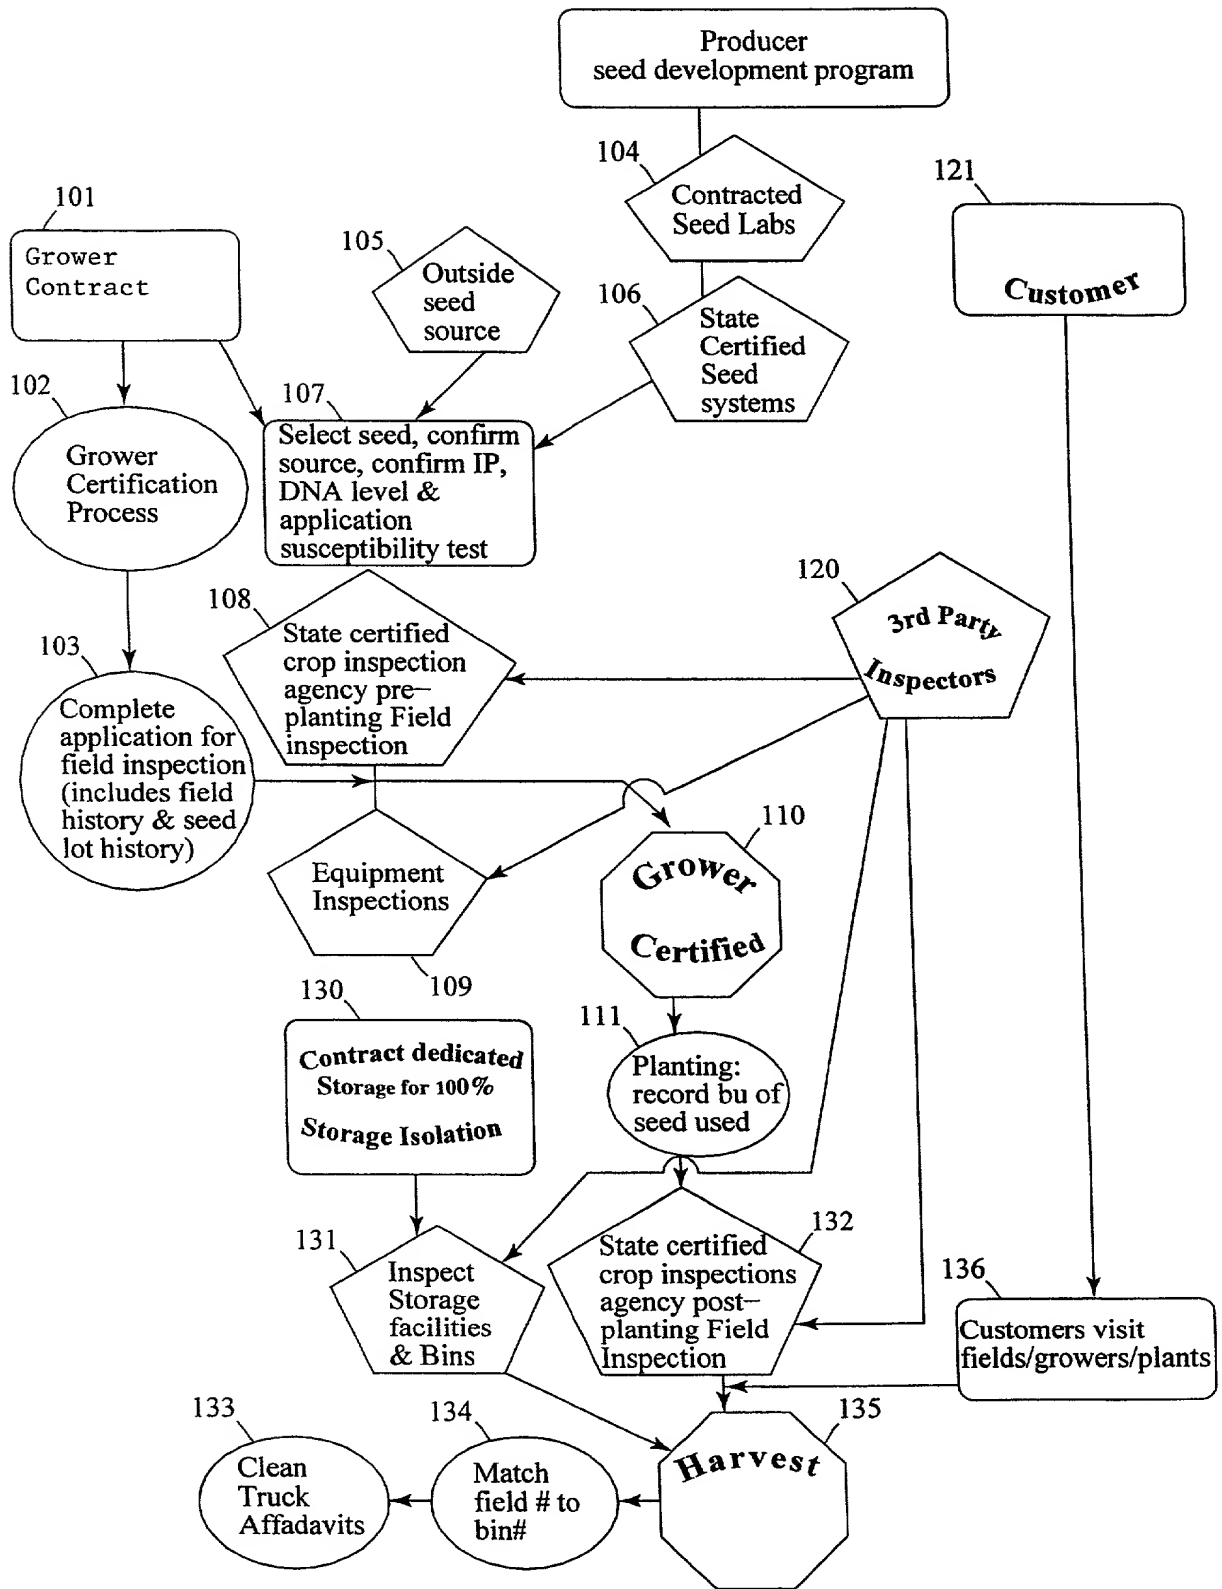 Producer
seed development program
104
Contracted
Seed Labs
121
Customer
101
Grower
Contract
105
Outside
seed
source
106
State
Certified
Seed
systems
102
Grower
Certification
Process
107
Select seed, confirm
source, confirm IP,
DNA level &
application
susceptibility test
120
3rd Party
Inspectors
108
State certified
crop inspection
agency pre-
planting Field
inspection
103
Complete
application for
field inspection
(includes field
history & seed
lot history)
110
Grower
Certified
Equipment
Inspections
109
130
Contract dedicated
Storage for 100%
Storage Isolation
111
Planting:
record bu of
seed used
131
Inspect
Storage
facilities
& Bins
132
State certified
crop inspections
agency post-
planting Field
Inspection
136
Customers visit
fields/growers/plants
133
Clean
Truck
Affadavits
134
Match
field # to
bin#
135
Harvest